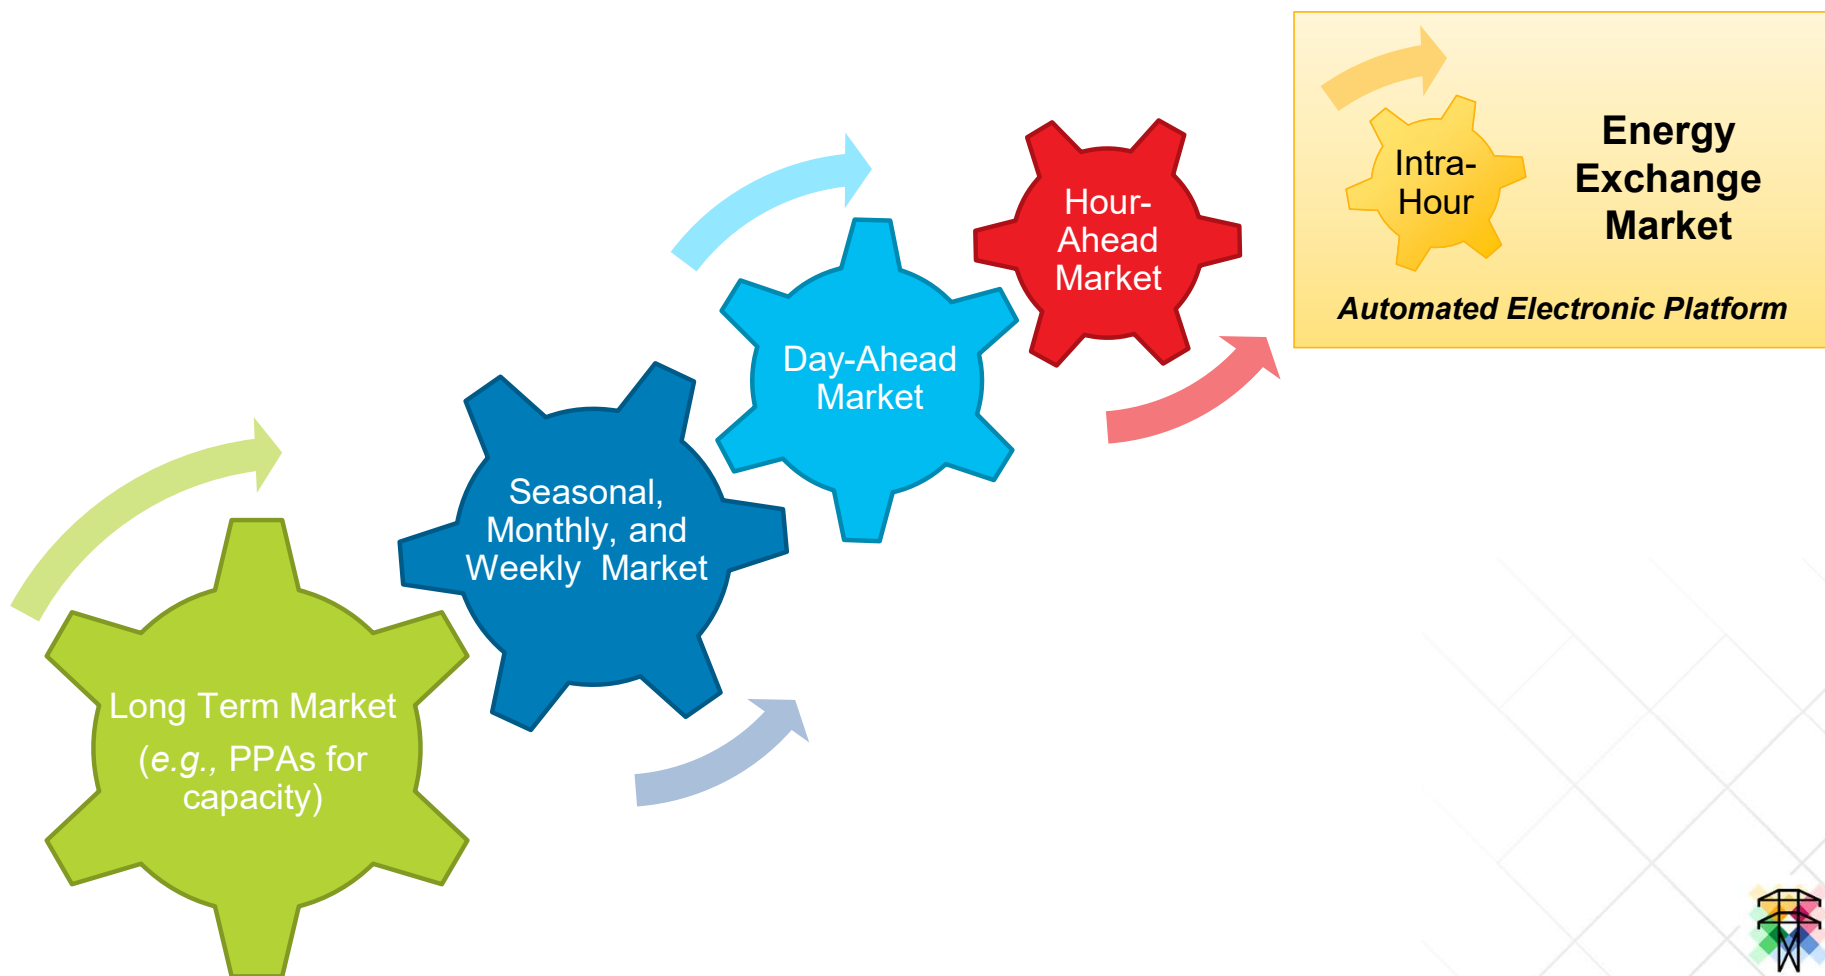 Long Term Market
(e.g., PPAs for
capacity)
Seasonal,
Monthly, and
Weekly  Market
Day-Ahead
Market
Hour-
Ahead
Market
Intra-
Hour
Energy
Exchange
Market
Automated Electronic Platform